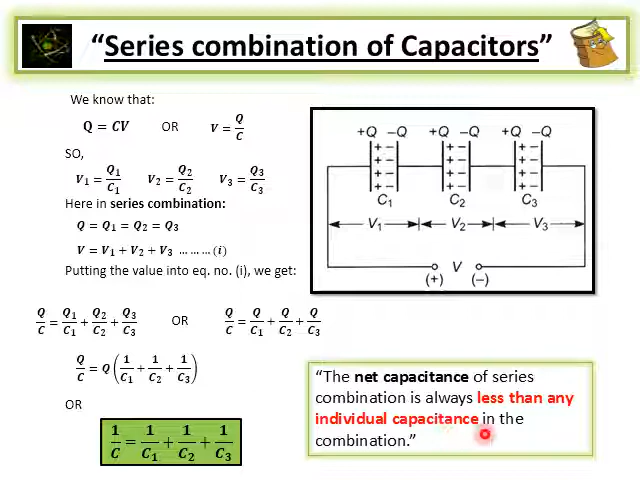 “Series combination of Capacitors”
We know that:
Q = CV OR V = Q/C
SO,
V₁ = Q₁/C₁ V₂ = Q₂/C₂ V₃ = Q₃/C₃
Here in series combination:
Q = Q₁ = Q₂ = Q₃
V = V₁ + V₂ + V₃ ... ... ... (i)
Putting the value into eq. no. (i), we get:
Q/C = Q₁/C₁ + Q₂/C₂ + Q₃/C₃ OR Q/C = Q/C₁ + Q/C₂ + Q/C₃
Q/C = Q(1/C₁ + 1/C₂ + 1/C₃)
OR
1/C = 1/C₁ + 1/C₂ + 1/C₃
+Q –Q +Q –Q +Q –Q
+ – + – + –
+ – + – + –
+ – + – + –
+ – + – + –
C₁ C₂ C₃
V₁ V₂ V₃
V
(+) (–)
“The net capacitance of series
combination is always less than any
individual capacitance in the
combination.”